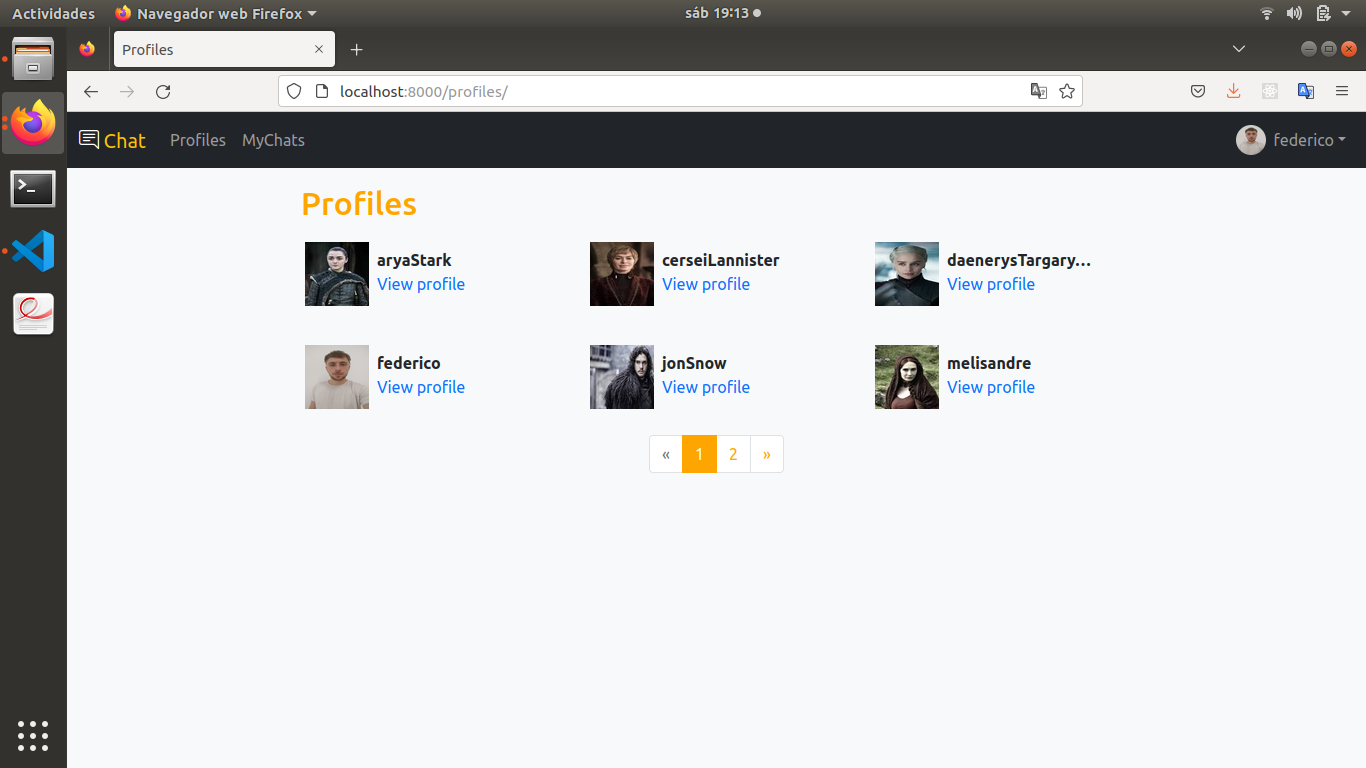 Actividades Navegador web Firefox sáb 19:13
Profiles
localhost:8000/profiles/
Chat Profiles MyChats federico
Profiles
aryaStark cerseiLannister daenerysTargary...
View profile View profile View profile
federico jonSnow melisandre
View profile View profile View profile
« 1 2 »